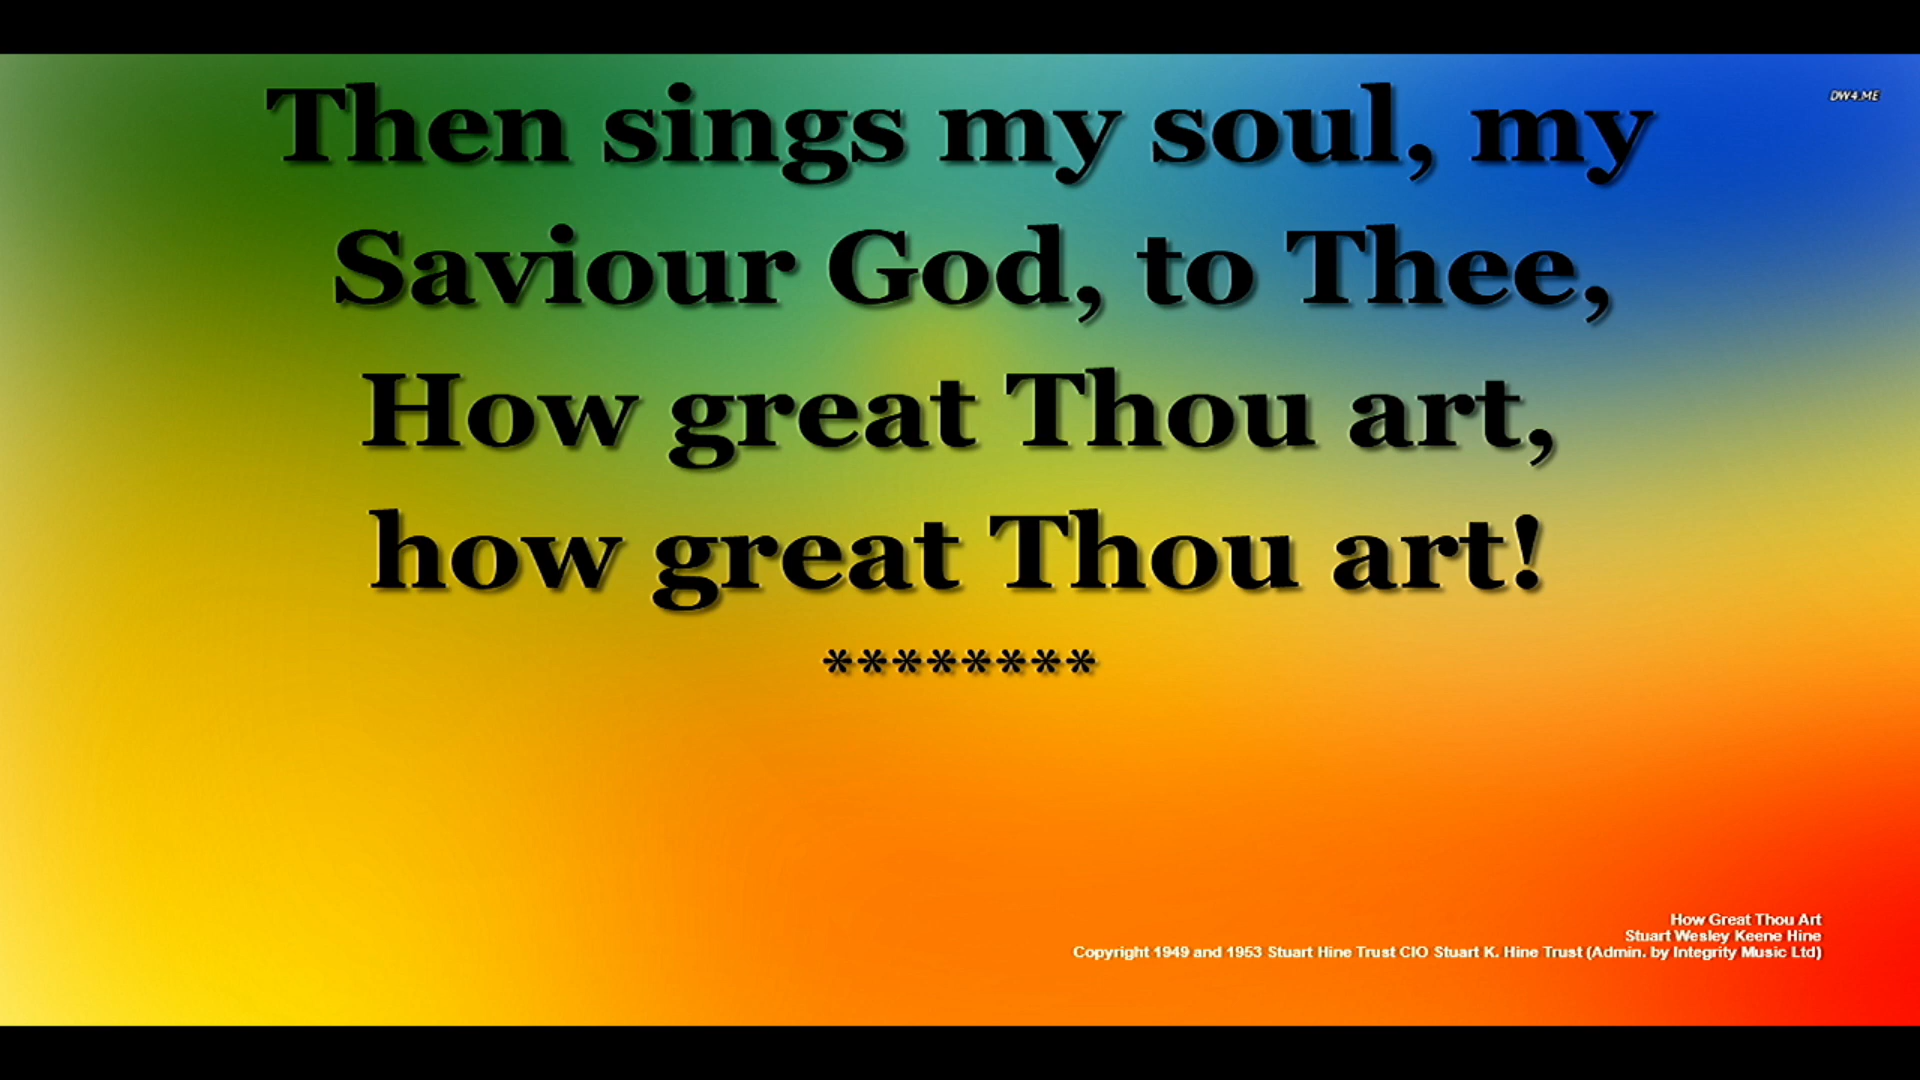 DW4.ME
Then sings my soul, my
Saviour God, to Thee,
How great Thou art,
how great Thou art!
********
How Great Thou Art
Stuart Wesley Keene Hine
Copyright 1949 and 1953 Stuart Hine Trust CIO Stuart K. Hine Trust (Admin. by Integrity Music Ltd)